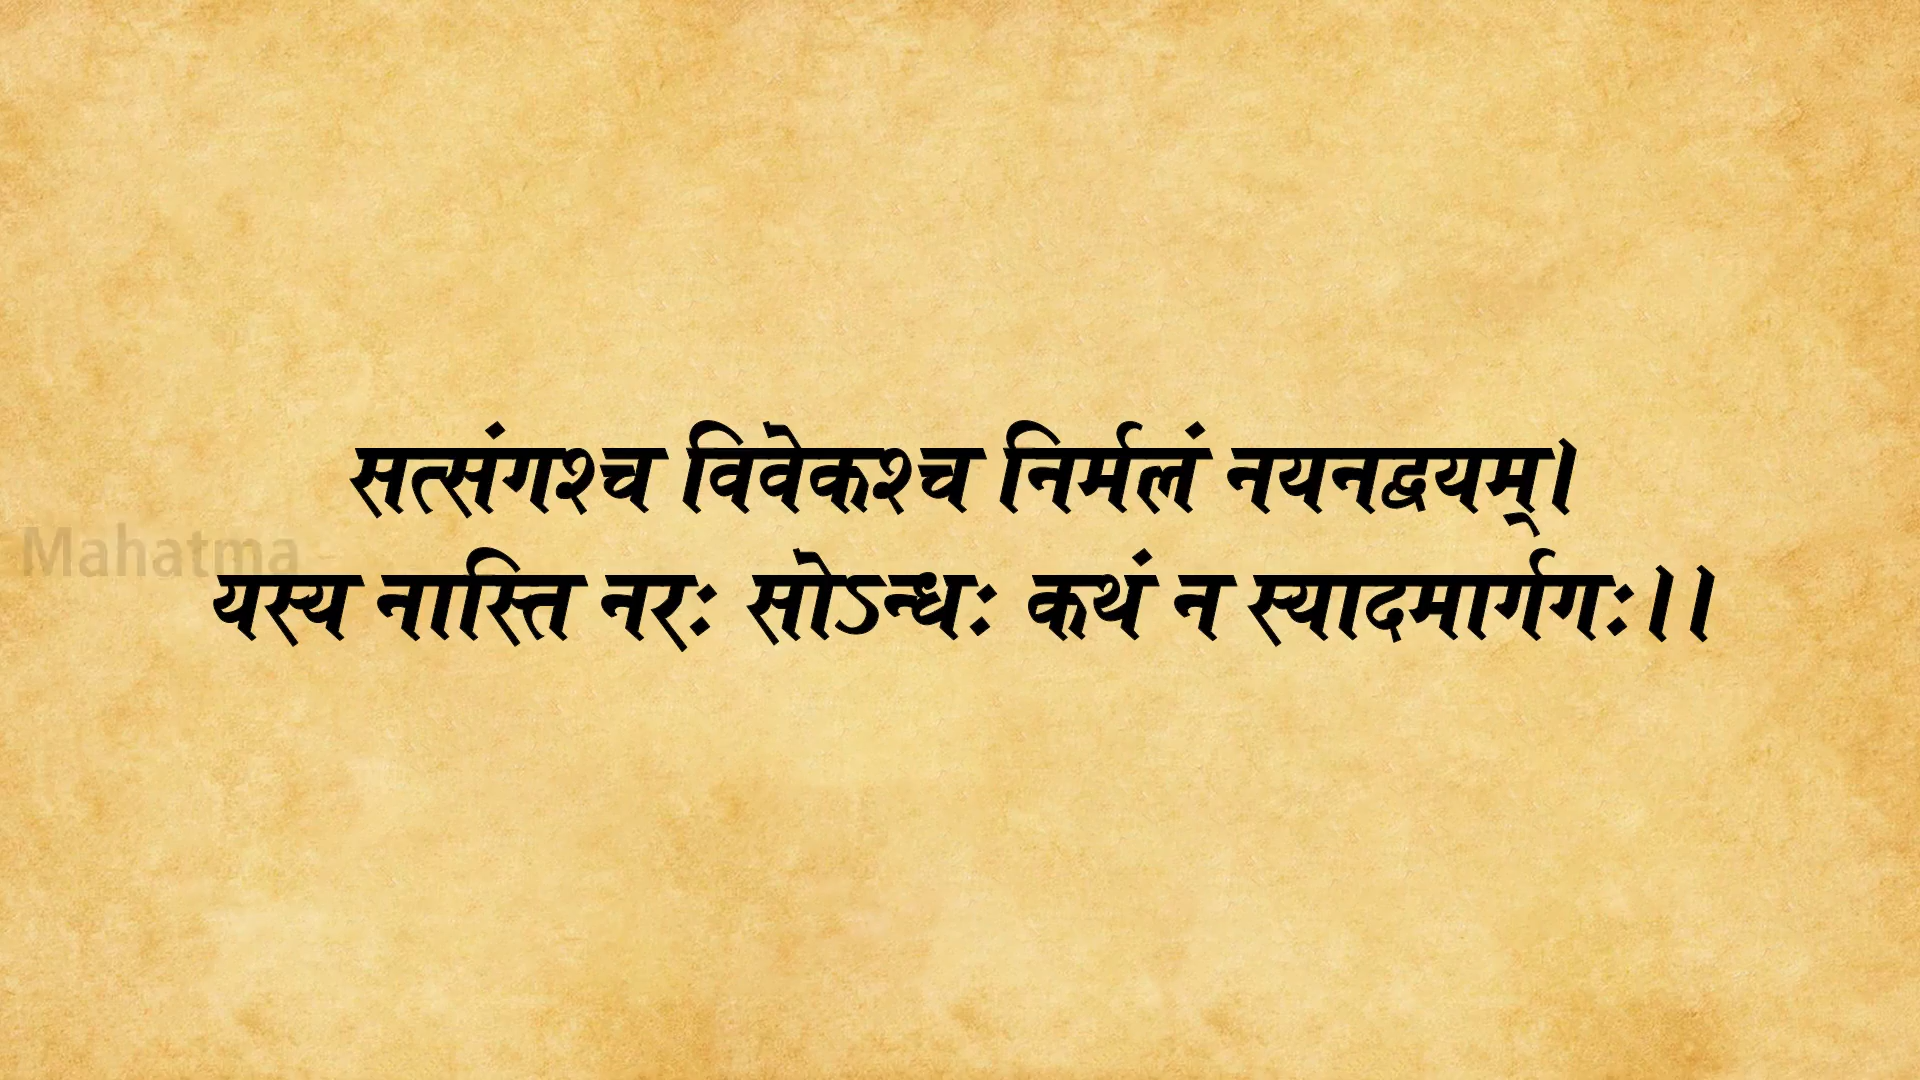 सत्संगश्च विवेकश्च निर्मलं नयनद्वयम्।
Mahatma
यस्य नास्ति नरः सोऽन्धः कथं न स्यादमार्गगः।।